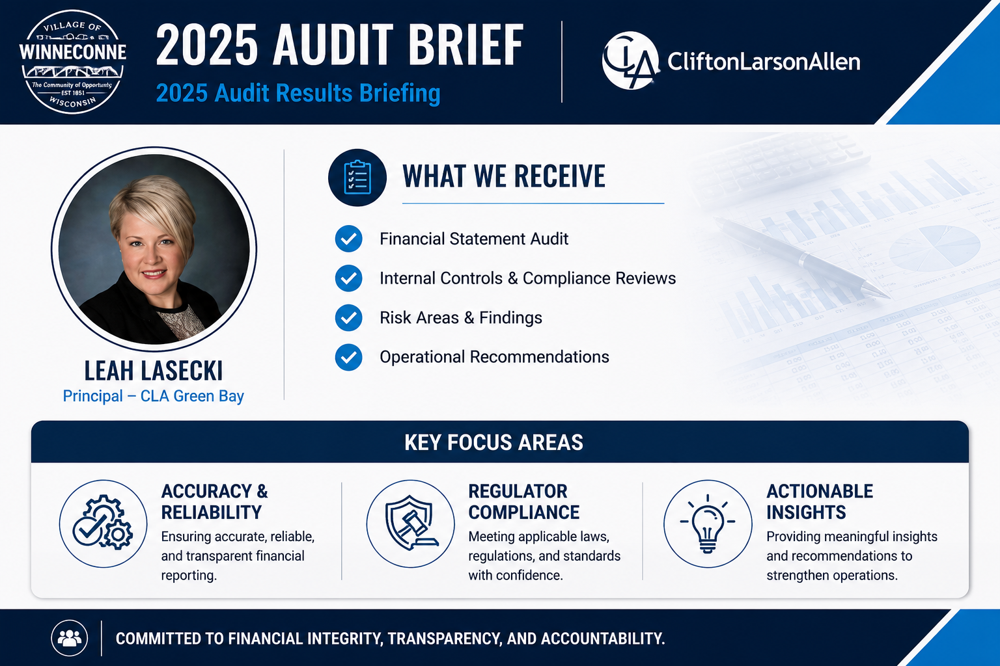 VILLAGE OF
WINNECONNE
The Community of Opportunity
EST 1851
WISCONSIN
2025 AUDIT BRIEF
2025 Audit Results Briefing
CLA
CliftonLarsonAllen
LEAH LASECKI
Principal – CLA Green Bay
WHAT WE RECEIVE
Financial Statement Audit
Internal Controls & Compliance Reviews
Risk Areas & Findings
Operational Recommendations
KEY FOCUS AREAS
ACCURACY &
RELIABILITY
Ensuring accurate, reliable,
and transparent financial
reporting.
REGULATOR
COMPLIANCE
Meeting applicable laws,
regulations, and standards
with confidence.
ACTIONABLE
INSIGHTS
Providing meaningful insights
and recommendations to
strengthen operations.
COMMITTED TO FINANCIAL INTEGRITY, TRANSPARENCY, AND ACCOUNTABILITY.